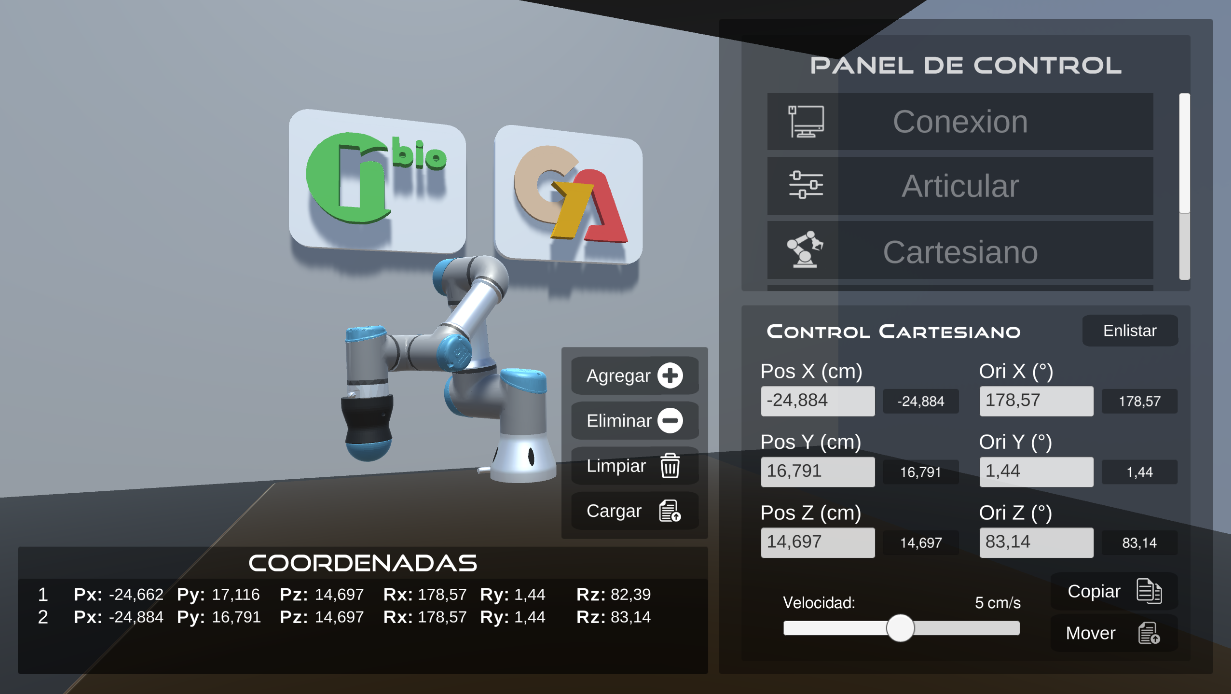 PANEL DE CONTROL
Conexion
Articular
Cartesiano
bio
G1A
Control Cartesiano
Enlistar
Pos X (cm) Ori X (°)
-24,884 -24,884 178,57 178,57
Pos Y (cm) Ori Y (°)
16,791 16,791 1,44 1,44
Pos Z (cm) Ori Z (°)
14,697 14,697 83,14 83,14
Velocidad: 5 cm/s
Copiar
Mover
Agregar
Eliminar
Limpiar
Cargar
COORDENADAS
1 Px: -24,662 Py: 17,116 Pz: 14,697 Rx: 178,57 Ry: 1,44 Rz: 82,39
2 Px: -24,884 Py: 16,791 Pz: 14,697 Rx: 178,57 Ry: 1,44 Rz: 83,14